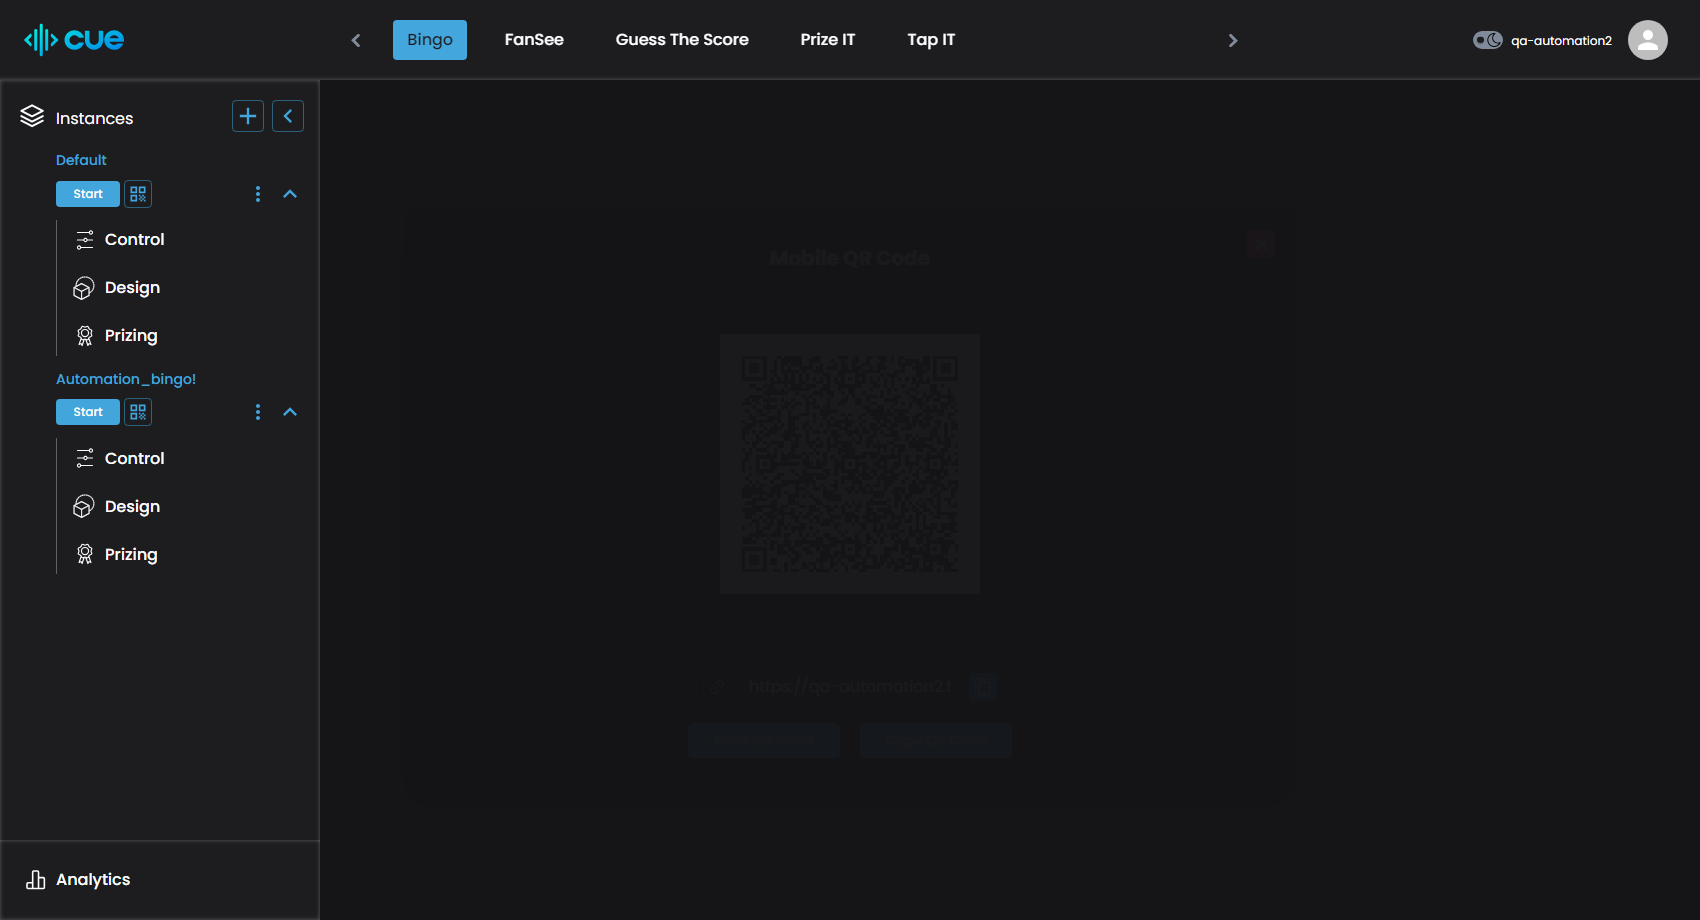 cue
Bingo
FanSee
Guess The Score
Prize IT
Tap IT
qa-automation2
Instances
Default
Start
Control
Design
Prizing
Automation_bingo!
Start
Control
Design
Prizing
Analytics
Mobile QR Code
https://qa-automation2.f